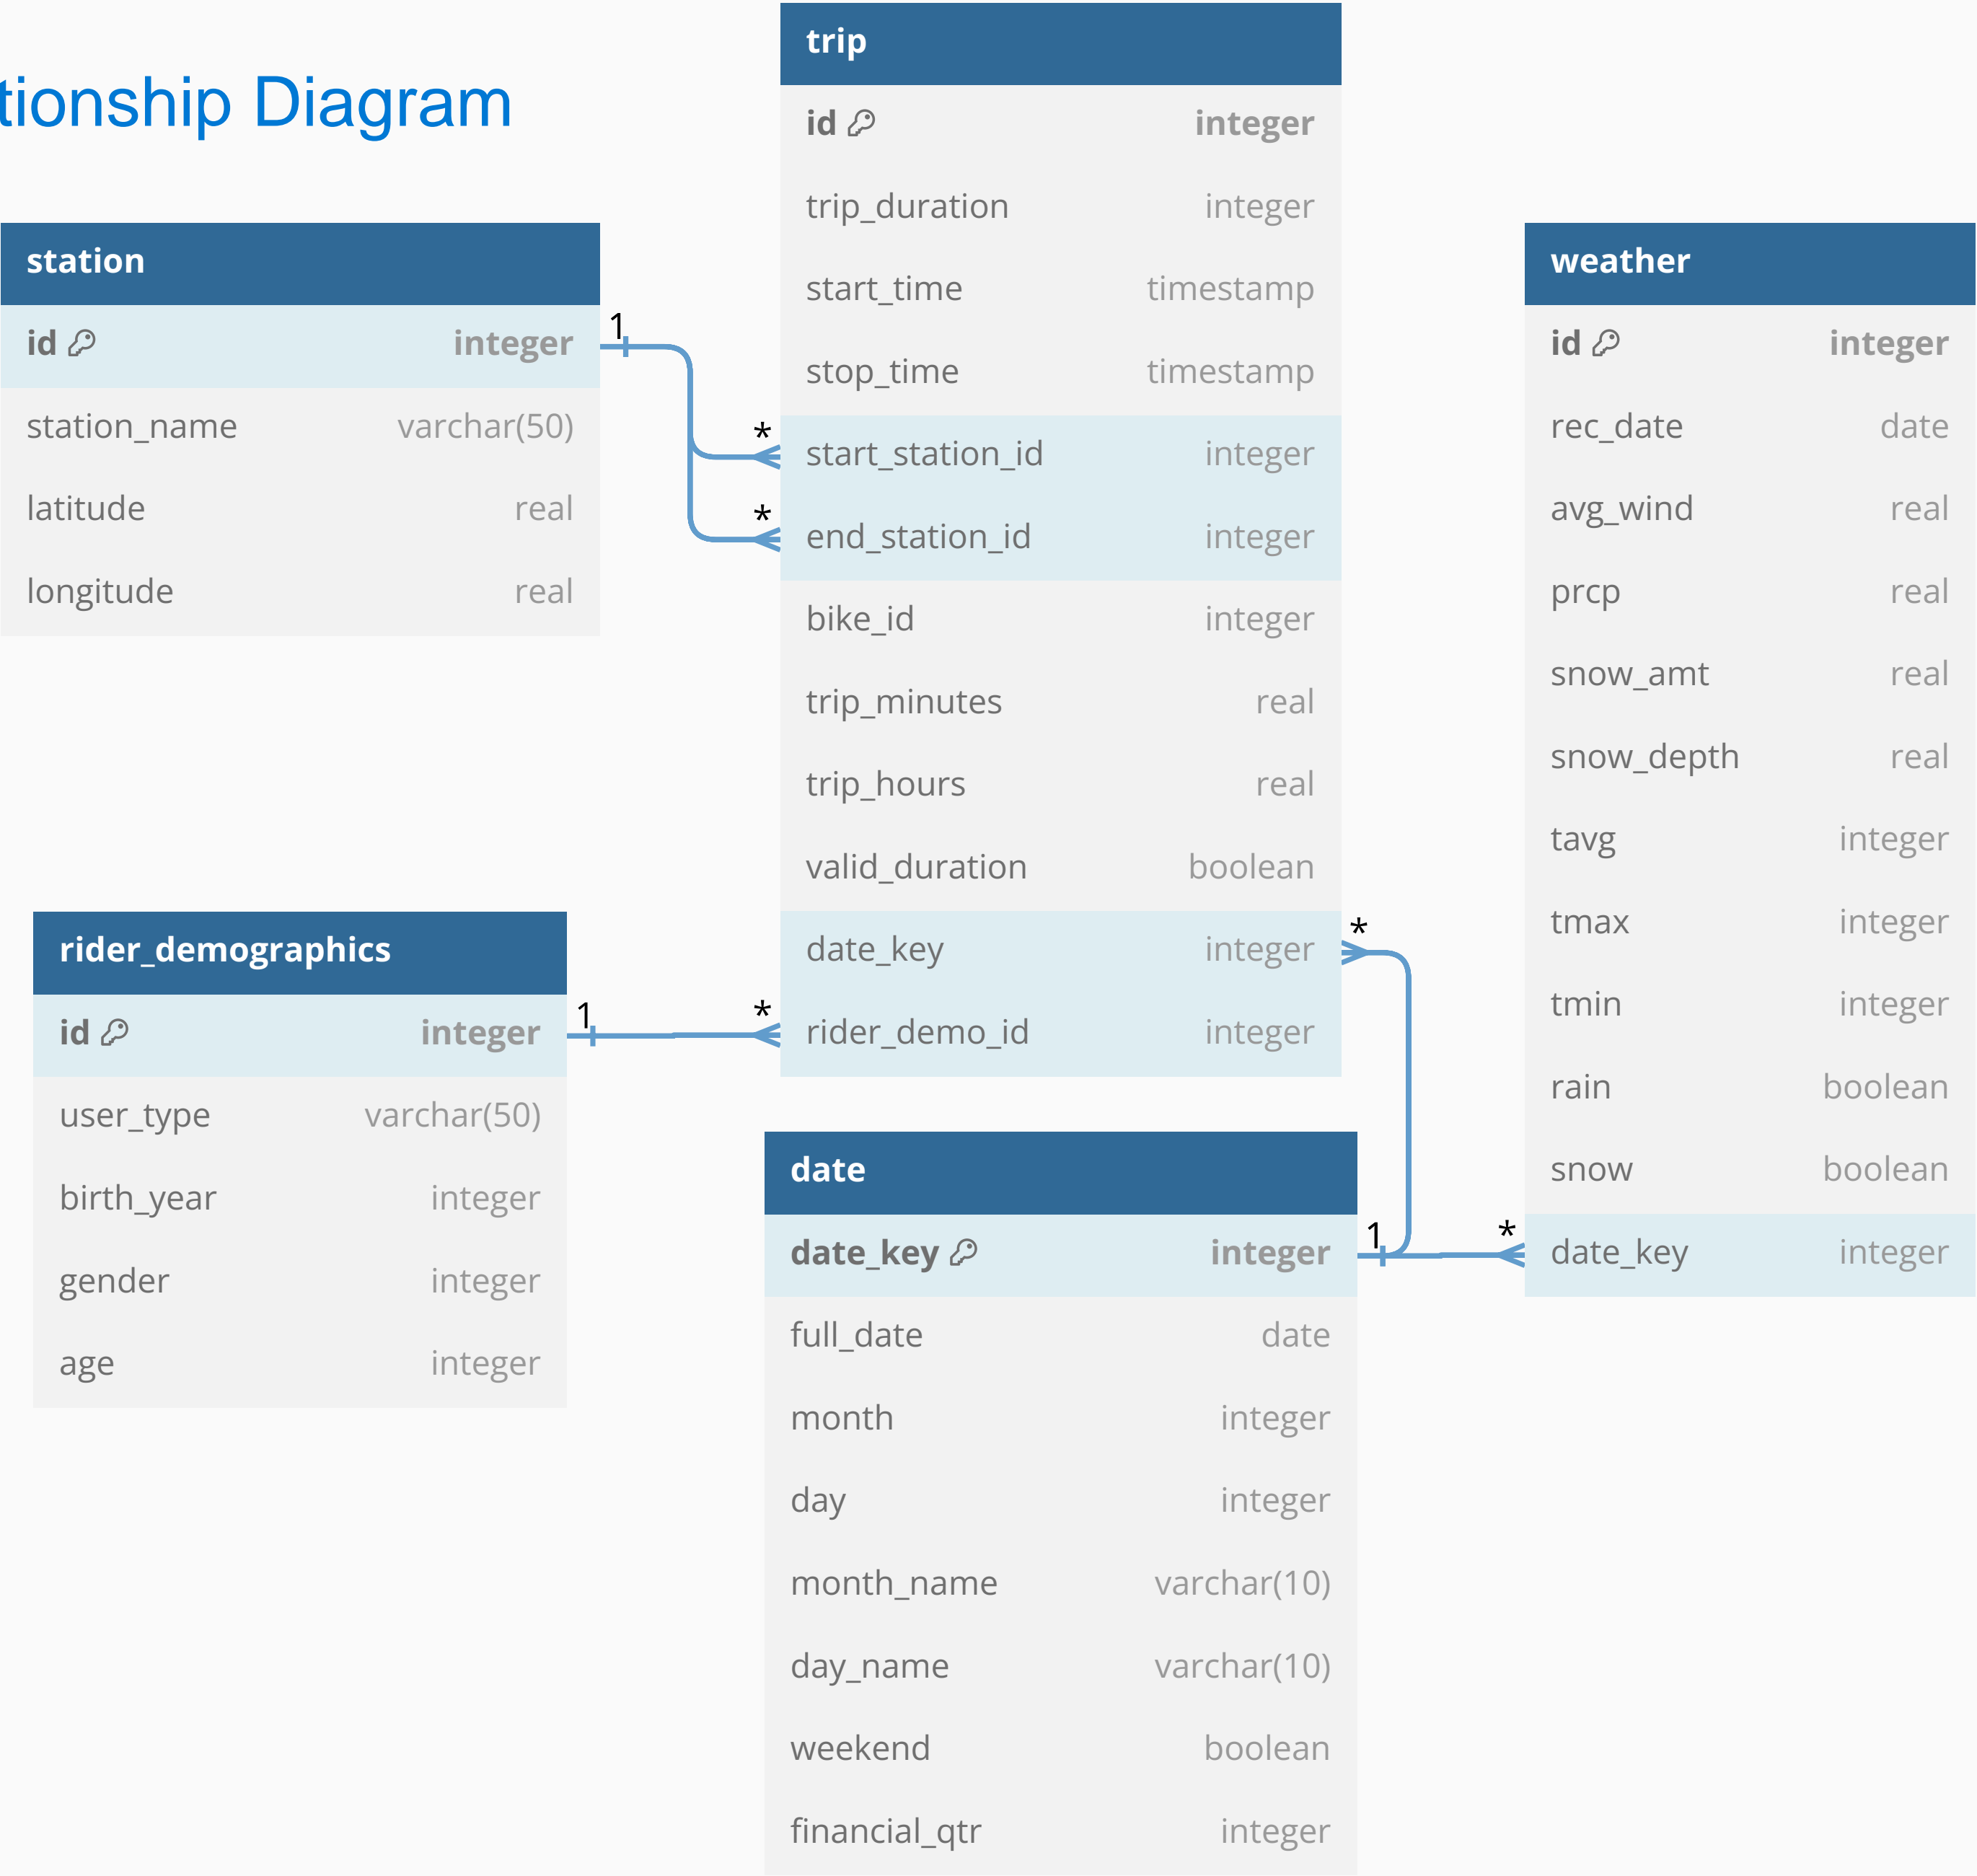 tionship Diagram
station
id integer
station_name varchar(50)
latitude real
longitude real
1
*
*
trip
id integer
trip_duration integer
start_time timestamp
stop_time timestamp
start_station_id integer
end_station_id integer
bike_id integer
trip_minutes real
trip_hours real
valid_duration boolean
date_key integer
rider_demo_id integer
rider_demographics
id integer
user_type varchar(50)
birth_year integer
gender integer
age integer
1
*
*
date
date_key integer
full_date date
month integer
day integer
month_name varchar(10)
day_name varchar(10)
weekend boolean
financial_qtr integer
1
*
weather
id integer
rec_date date
avg_wind real
prcp real
snow_amt real
snow_depth real
tavg integer
tmax integer
tmin integer
rain boolean
snow boolean
date_key integer